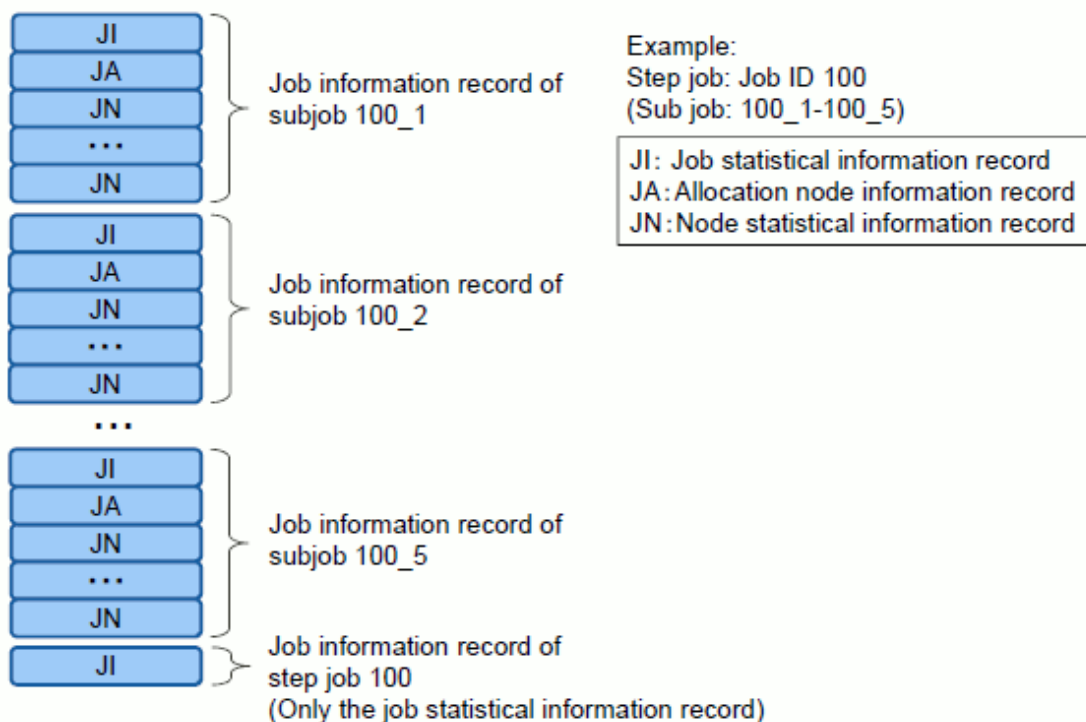 JI
JA
JN
...
JN
Job information record of
subjob 100_1
Example:
Step job: Job ID 100
(Sub job: 100_1-100_5)
JI: Job statistical information record
JA:Allocation node information record
JN:Node statistical information record
JI
JA
JN
...
JN
Job information record of
subjob 100_2
...
JI
JA
JN
...
JN
Job information record of
subjob 100_5
JI
Job information record of
step job 100
(Only the job statistical information record)